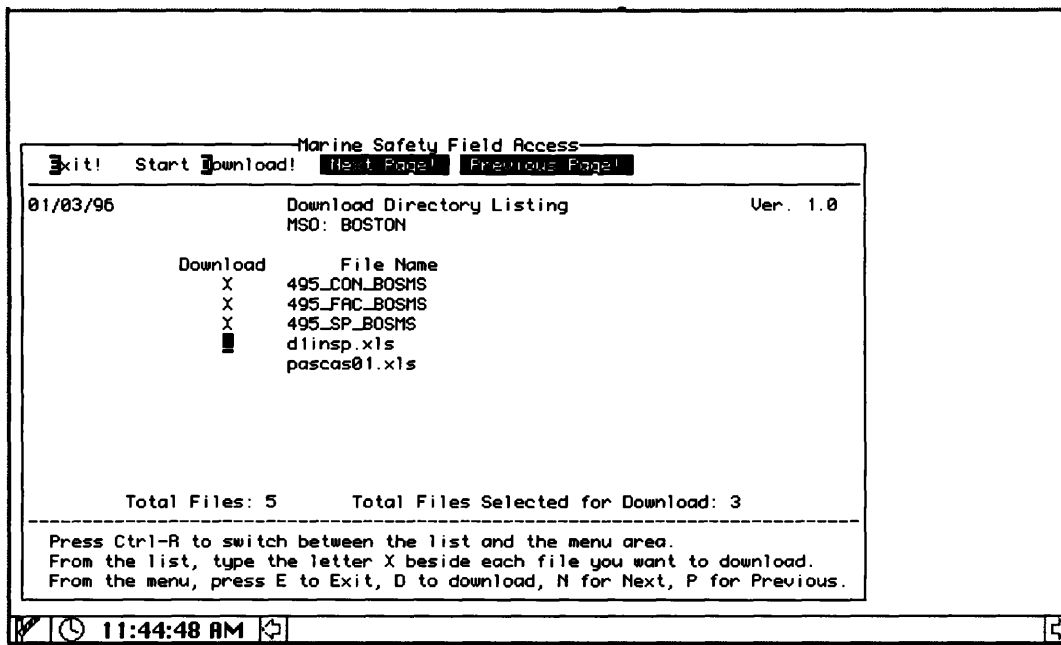 Marine Safety Field Access
Exit! Start Download! Next Page! Previous Page!
01/03/96 Download Directory Listing Ver. 1.0
MSO: BOSTON
Download File Name
X 495_CON_BOSMS
X 495_FAC_BOSMS
X 495_SP_BOSMS
d1insp.xls
pascas01.xls
Total Files: 5 Total Files Selected for Download: 3
Press Ctrl-R to switch between the list and the menu area.
From the list, type the letter X beside each file you want to download.
From the menu, press E to Exit, D to download, N for Next, P for Previous.
11:44:48 AM